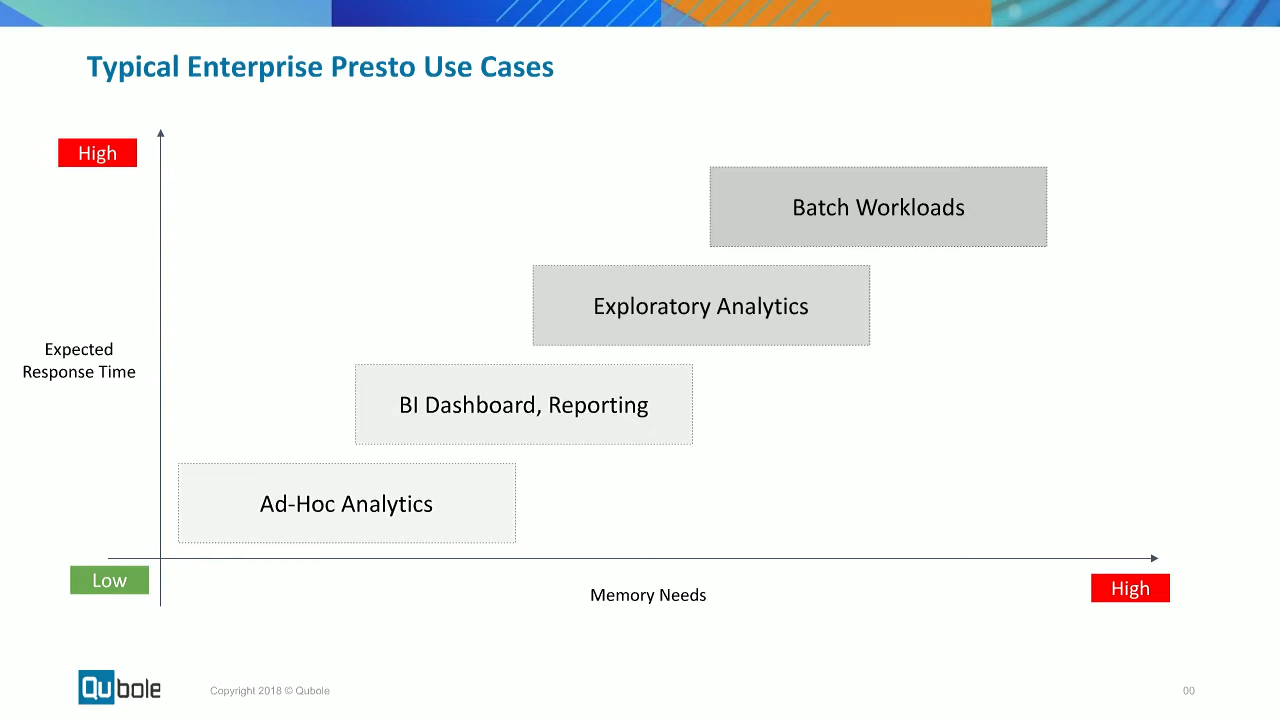 Typical Enterprise Presto Use Cases
High
Batch Workloads
Exploratory Analytics
Expected
Response Time
BI Dashboard, Reporting
Ad-Hoc Analytics
Low
Memory Needs
High
Qubole
Copyright 2018 © Qubole
00